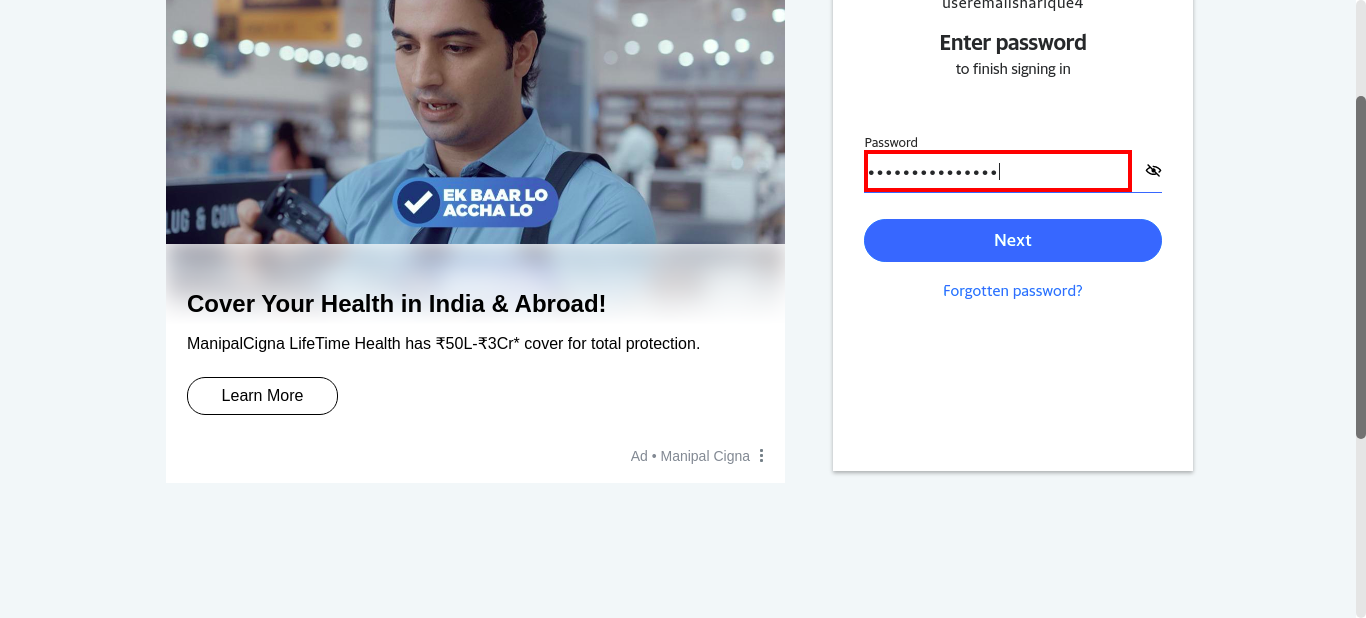 LUG & CON
EK BAAR LO
ACCHA LO
Cover Your Health in India & Abroad!
ManipalCigna LifeTime Health has ₹50L-₹3Cr* cover for total protection.
Learn More
Ad • Manipal Cigna
useremailsharique4
Enter password
to finish signing in
Password
•••••••••••••••
Next
Forgotten password?